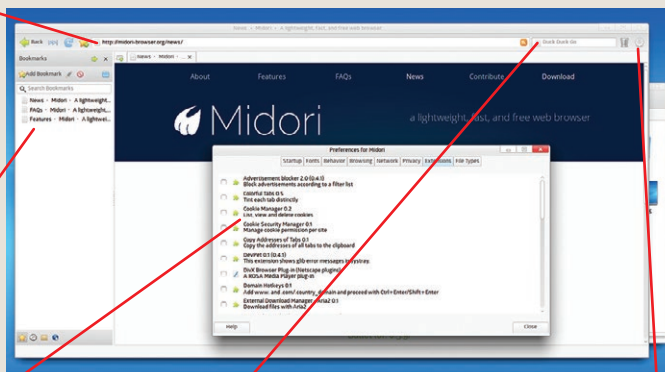 News - Midori - A lightweight, fast, and free web browser
Back
http://midori-browser.org/news/
Duck Duck Go
Bookmarks
News - Midori - ...
Add Bookmark
Search Bookmarks
News - Midori - A lightweight,...
FAQs - Midori - A lightweight,...
Features - Midori - A lightwei...
About Features FAQs News Contribute Download
Midori
a lightweight, fast, and free web browser
Preferences for Midori
Startup Fonts Behavior Browsing Network Privacy Extensions File Types
Advertisement blocker 2.0 (0.4.1)
Block advertisements according to a filter list
Colorful Tabs 0.5
Tint each tab distinctly
Cookie Manager 0.2
List, view and delete cookies
Cookie Security Manager 0.1
Manage cookie permission per site
Copy Addresses of Tabs 0.1
Copy the addresses of all tabs to the clipboard
DevPet 0.1 (0.4.1)
This extension shows glib error messages in systray.
DivX Browser Plug-in (Netscape plugins)
A ROSA Media Player plug-in
Domain Hotkeys 0.1
Add www. and .com/ country_domain and proceed with Ctrl+Enter/Shift+Enter
External Download Manager - Aria2 0.1
Download files with Aria2
Help
Close